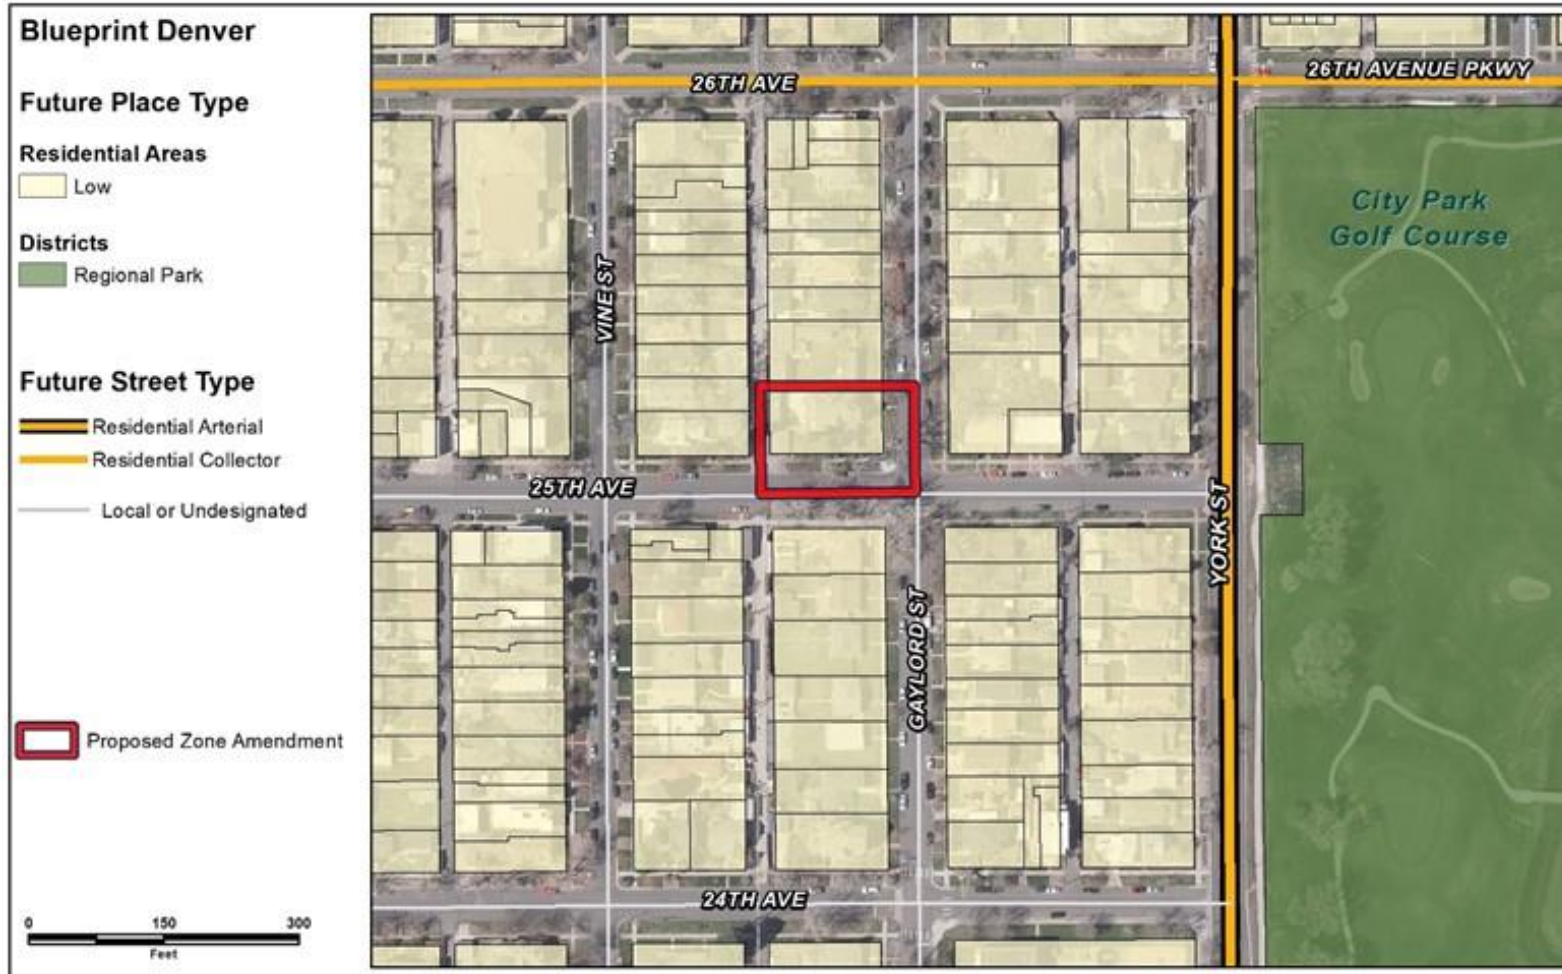 Blueprint Denver
Future Place Type
Residential Areas
Low
Districts
Regional Park
Future Street Type
Residential Arterial
Residential Collector
Local or Undesignated
Proposed Zone Amendment
0 150 300
Feet
26TH AVE
26TH AVENUE PKWY
City Park
Golf Course
VINE ST
25TH AVE
YORK ST
GAYLORD ST
24TH AVE